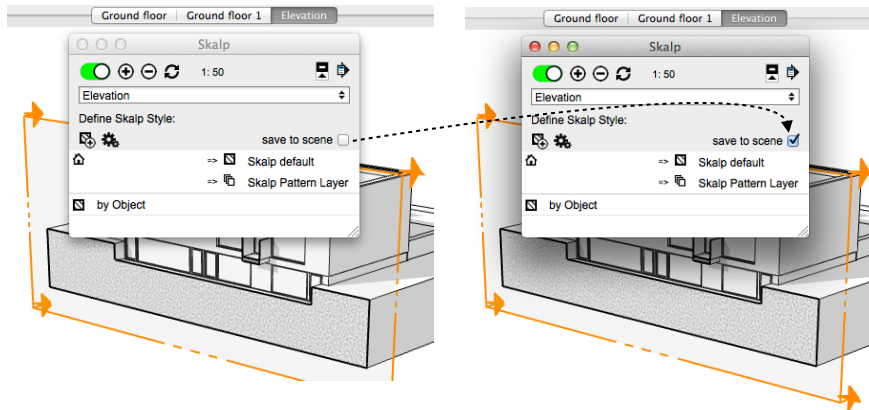 Ground floor Ground floor 1 Elevation
Skalp
1: 50
Elevation
Define Skalp Style:
save to scene
=> Skalp default
=> Skalp Pattern Layer
by Object
Ground floor Ground floor 1 Elevation
Skalp
1: 50
Elevation
Define Skalp Style:
save to scene
=> Skalp default
=> Skalp Pattern Layer
by Object